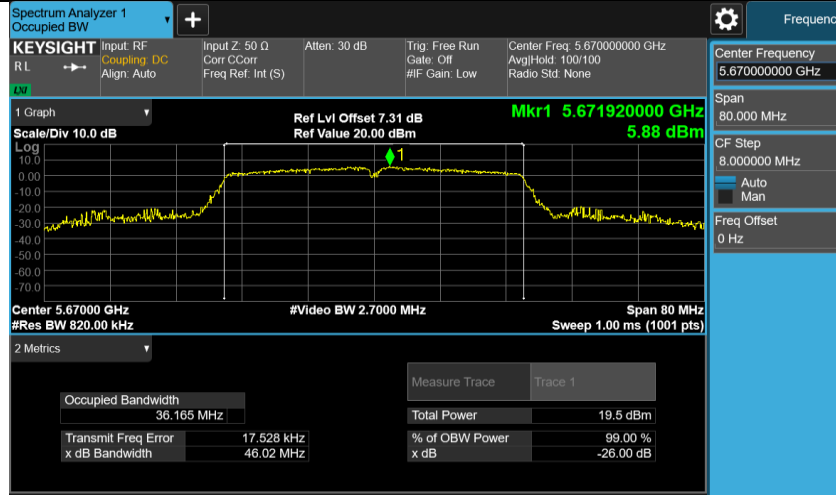 Spectrum Analyzer 1
Occupied BW
Frequenc
KEYSIGHT
RL
LXI
Input: RF
Coupling: DC
Align: Auto
Input Z: 50 Ω
Corr CCorr
Freq Ref: Int (S)
Atten: 30 dB
Trig: Free Run
Gate: Off
#IF Gain: Low
Center Freq: 5.670000000 GHz
Avg|Hold: 100/100
Radio Std: None
Center Frequency
5.670000000 GHz
Span
80.000 MHz
CF Step
8.000000 MHz
Auto
Man
Freq Offset
0 Hz
1 Graph
Scale/Div 10.0 dB
Ref Lvl Offset 7.31 dB
Ref Value 20.00 dBm
Mkr1 5.671920000 GHz
5.88 dBm
Log
10.0
0.00
-10.0
-20.0
-30.0
-40.0
-50.0
-60.0
-70.0
1
Center 5.67000 GHz
#Res BW 820.00 kHz
#Video BW 2.7000 MHz
Span 80 MHz
Sweep 1.00 ms (1001 pts)
2 Metrics
Measure Trace Trace 1
Occupied Bandwidth
36.165 MHz
Total Power 19.5 dBm
Transmit Freq Error 17.528 kHz
% of OBW Power 99.00 %
x dB Bandwidth 46.02 MHz
x dB -26.00 dB